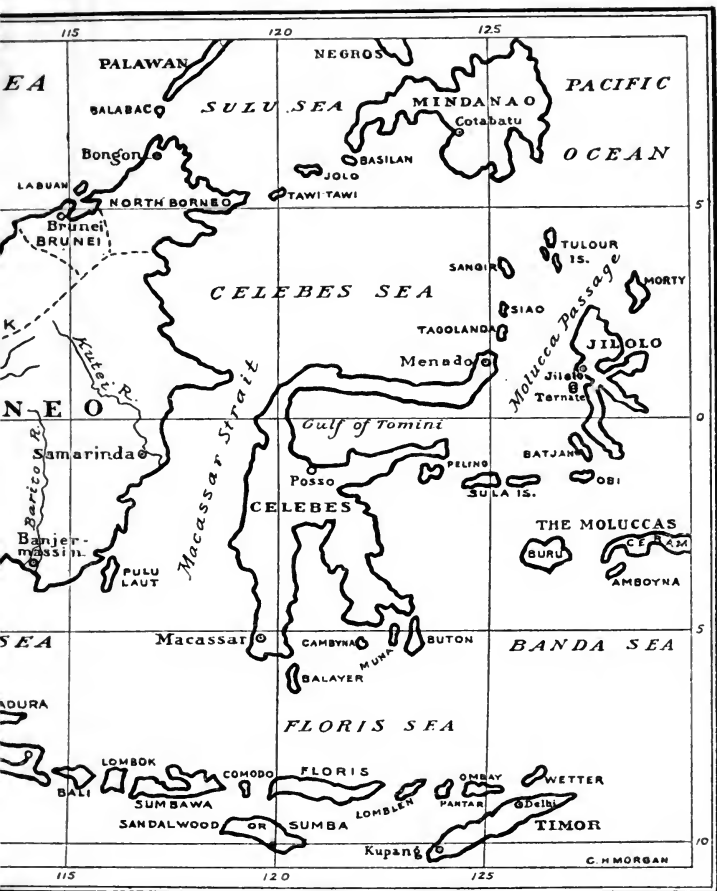 115 120 125
PALAWAN
NEGROS
PACIFIC
OCEAN
EA
BALABAC
SULU SEA
MINDANAO
Cotabatu
Bongon
BASILAN
JOLO
LABUAN
TAWI TAWI
NORTH BORNEO
5
Brunei
BRUNEI
TULOUR
IS.
SANGIR
MORTY
CELEBES SEA
SIAO
TAGOLANDA
Molucca Passage
K
Kutei R.
JILOLO
Menado
Jilolo
Ternate
Macassar Strait
NEO
0
Gulf of Tomini
Samarinda
Barito R.
BATJAN
PELING
Posso
SULA IS.
OBI
CELEBES
THE MOLUCCAS
Banjer-
massin
BURU
CERAM
PULU
LAUT
AMBOYNA
SEA
Macassar
CAMBYNA
MUNA
BUTON
5
BANDA SEA
BALAYER
ADURA
FLORIS SEA
LOMBOK
COMODO
FLORIS
OMBAY
WETTER
BALI
SUMBAWA
LOMBLEN
PANTAR
Delhi
SANDALWOOD OR SUMBA
TIMOR
Kupang
10
C.H MORGAN
115 120 125